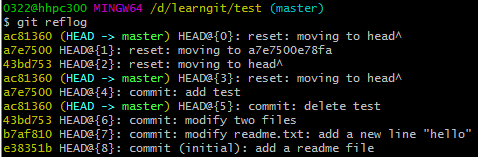 0322@hhpc300 MINGW64 /d/learngit/test (master)
$ git reflog
ac81360 (HEAD -> master) HEAD@{0}: reset: moving to head^
a7e7500 HEAD@{1}: reset: moving to a7e7500e78fa
43bd753 HEAD@{2}: reset: moving to head^
ac81360 (HEAD -> master) HEAD@{3}: reset: moving to head^
a7e7500 HEAD@{4}: commit: add test
ac81360 (HEAD -> master) HEAD@{5}: commit: delete test
43bd753 HEAD@{6}: commit: modify two files
b7af810 HEAD@{7}: commit: modify readme.txt: add a new line "hello"
e38351b HEAD@{8}: commit (initial): add a readme file